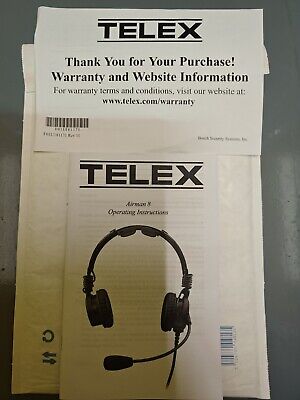 TELEX
Thank You for Your Purchase!
Warranty and Website Information
For warranty terms and conditions, visit our website at:
www.telex.com/warranty
Bosch Security Systems, Inc.
TELEX
Airman 8
Operating Instructions